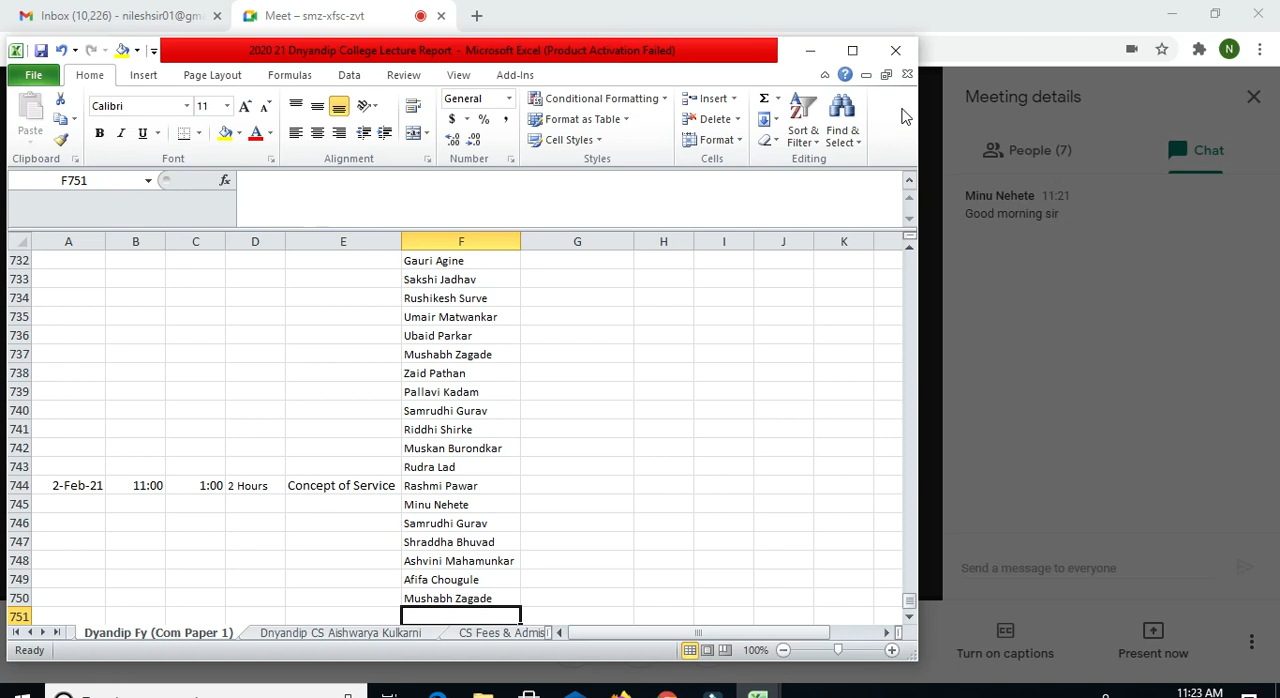 Inbox (10,226) - nileshsir01@gm
Meet – smz-xfsc-zvt
2020 21 Dnyandip College Lecture Report - Microsoft Excel (Product Activation Failed)
N
File Home Insert Page Layout Formulas Data Review View Add-Ins
Paste
Calibri 11
B I U A
General
$ % ,
Conditional Formatting
Format as Table
Cell Styles
Insert
Delete
Format
Σ
Sort & Filter
Find & Select
Clipboard Font Alignment Number Styles Cells Editing
F751 fx
A B C D E F G H I J K
732 Gauri Agine
733 Sakshi Jadhav
734 Rushikesh Surve
735 Umair Matwankar
736 Ubaid Parkar
737 Mushabh Zagade
738 Zaid Pathan
739 Pallavi Kadam
740 Samrudhi Gurav
741 Riddhi Shirke
742 Muskan Burondkar
743 Rudra Lad
744 2-Feb-21 11:00 1:00 2 Hours Concept of Service Rashmi Pawar
745 Minu Nehete
746 Samrudhi Gurav
747 Shraddha Bhuvad
748 Ashvini Mahamunkar
749 Afifa Chougule
750 Mushabh Zagade
751
Dyandip Fy (Com Paper 1) Dnyandip CS Aishwarya Kulkarni CS Fees & Admis
Ready 100%
Meeting details
People (7) Chat
Minu Nehete 11:21
Good morning sir
Send a message to everyone
Turn on captions Present now
11:23 AM